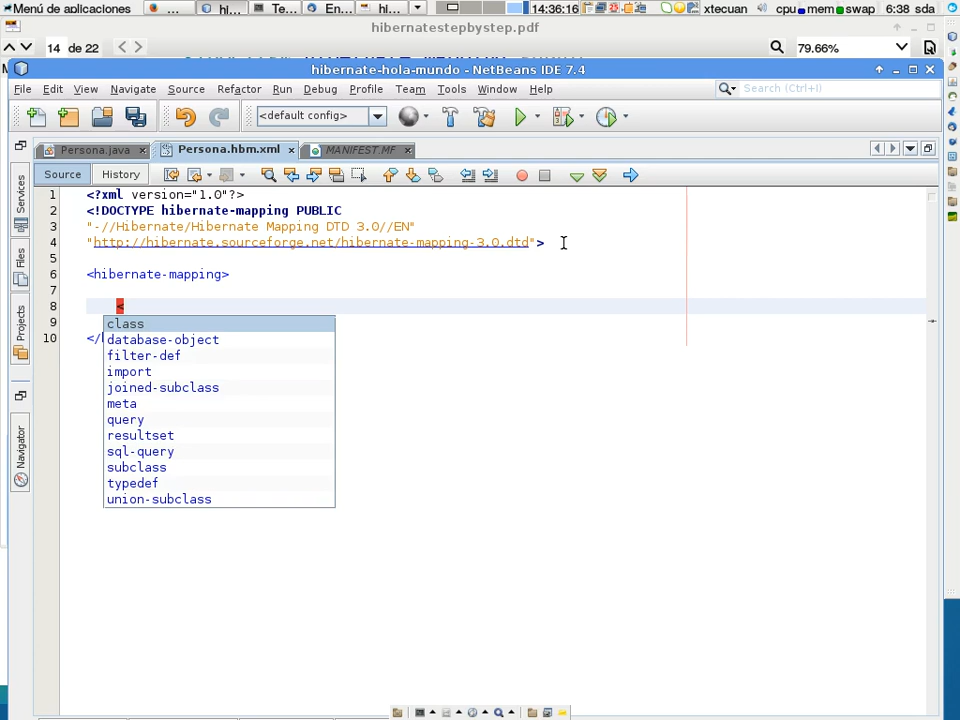 Menú de aplicaciones ... hi... Te... En... hi... 14:36:16 xtecuan cpu mem swap 6:38 sda
hibernatestepbystep.pdf
14 de 22 79.66%
hibernate-hola-mundo - NetBeans IDE 7.4
File Edit View Navigate Source Refactor Run Debug Profile Team Tools Window Help Search (Ctrl+I)
<default config>
Persona.java Persona.hbm.xml MANIFEST.MF
Source History
1 <?xml version="1.0"?>
2 <!DOCTYPE hibernate-mapping PUBLIC
3 "-//Hibernate/Hibernate Mapping DTD 3.0//EN"
4 "http://hibernate.sourceforge.net/hibernate-mapping-3.0.dtd">
5
6 <hibernate-mapping>
7
8 <
9
10 </
class
database-object
filter-def
import
joined-subclass
meta
query
resultset
sql-query
subclass
typedef
union-subclass
Services
Files
Projects
Navigator